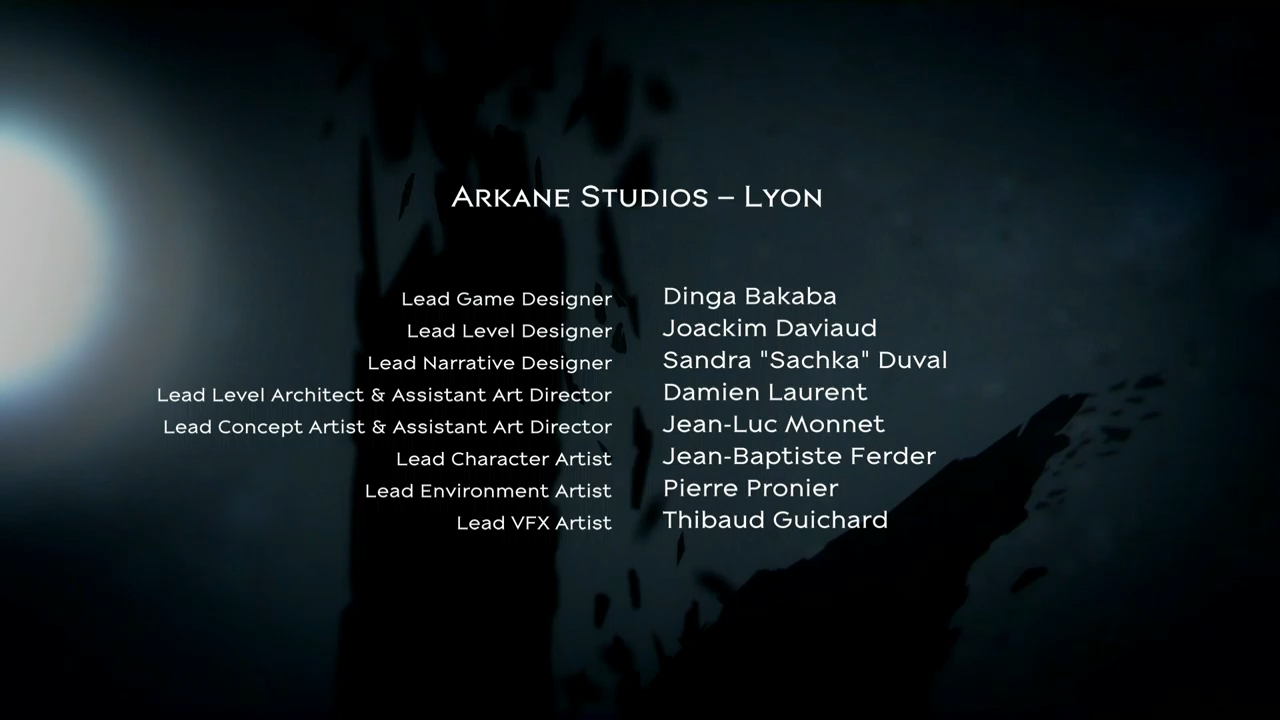 Arkane Studios – Lyon
Lead Game Designer Dinga Bakaba
Lead Level Designer Joackim Daviaud
Lead Narrative Designer Sandra "Sachka" Duval
Lead Level Architect & Assistant Art Director Damien Laurent
Lead Concept Artist & Assistant Art Director Jean-Luc Monnet
Lead Character Artist Jean-Baptiste Ferder
Lead Environment Artist Pierre Pronier
Lead VFX Artist Thibaud Guichard